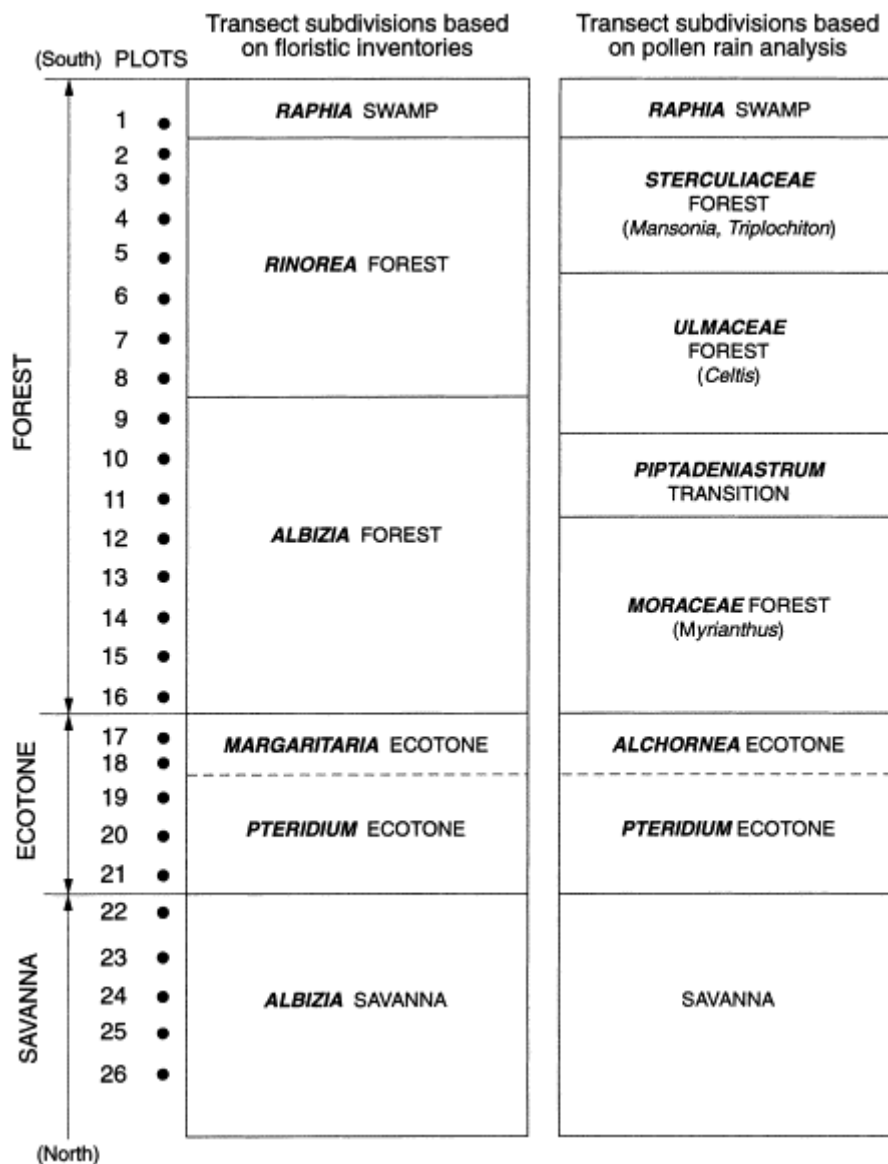 Transect subdivisions based
on floristic inventories
Transect subdivisions based
on pollen rain analysis
(South) PLOTS
FOREST
1
2
3
4
5
6
7
8
9
10
11
12
13
14
15
16
ECOTONE
17
18
19
20
21
SAVANNA
22
23
24
25
26
(North)
RAPHIA SWAMP
RINOREA FOREST
ALBIZIA FOREST
MARGARITARIA ECOTONE
PTERIDIUM ECOTONE
ALBIZIA SAVANNA
RAPHIA SWAMP
STERCULIACEAE
FOREST
(Mansonia, Triplochiton)
ULMACEAE
FOREST
(Celtis)
PIPTADENIASTRUM
TRANSITION
MORACEAE FOREST
(Myrianthus)
ALCHORNEA ECOTONE
PTERIDIUM ECOTONE
SAVANNA